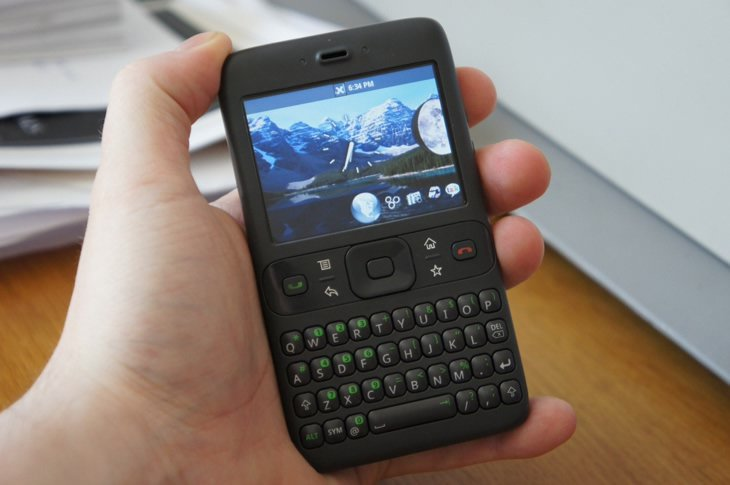 6:34 PM
Q W E R T Y U I O P
A S D F G H J K L DEL
Z X C V B N M .
ALT SYM @ / ?